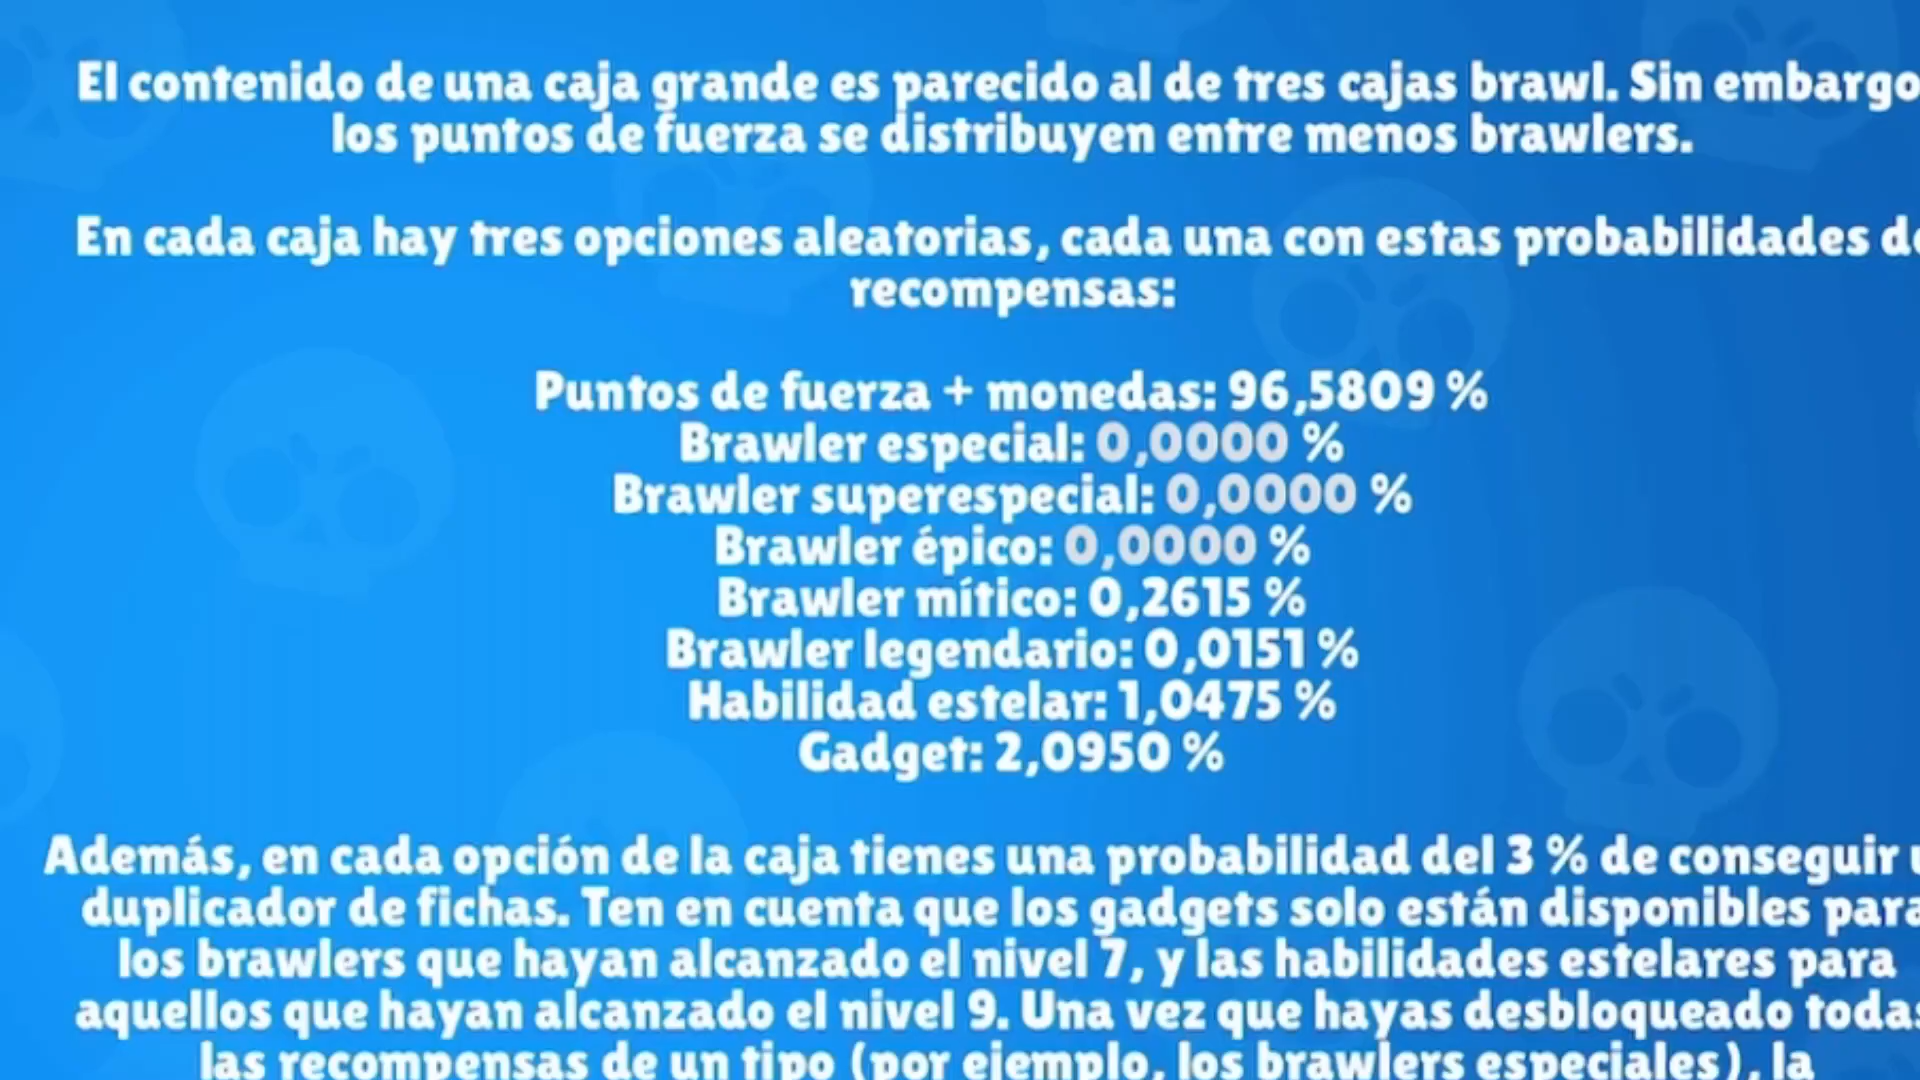 El contenido de una caja grande es parecido al de tres cajas brawl. Sin embargo
los puntos de fuerza se distribuyen entre menos brawlers.
En cada caja hay tres opciones aleatorias, cada una con estas probabilidades de
recompensas:
Puntos de fuerza + monedas: 96,5809 %
Brawler especial: 0,0000 %
Brawler superespecial: 0,0000 %
Brawler épico: 0,0000 %
Brawler mítico: 0,2615 %
Brawler legendario: 0,0151 %
Habilidad estelar: 1,0475 %
Gadget: 2,0950 %
Además, en cada opción de la caja tienes una probabilidad del 3 % de conseguir
duplicador de fichas. Ten en cuenta que los gadgets solo están disponibles para
los brawlers que hayan alcanzado el nivel 7, y las habilidades estelares para
aquellos que hayan alcanzado el nivel 9. Una vez que hayas desbloqueado todas
las recompensas de un tipo (por ejemplo, los brawlers especiales), la